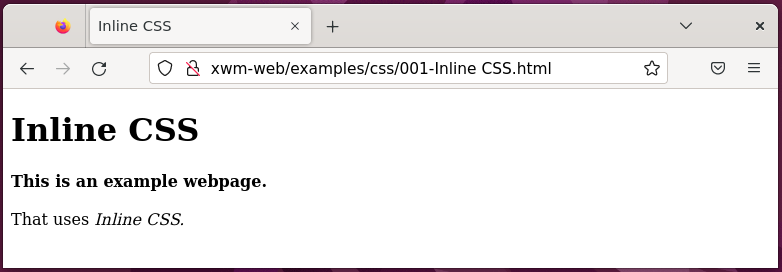 Inline CSS
xwm-web/examples/css/001-Inline CSS.html
Inline CSS
This is an example webpage.
That uses Inline CSS.